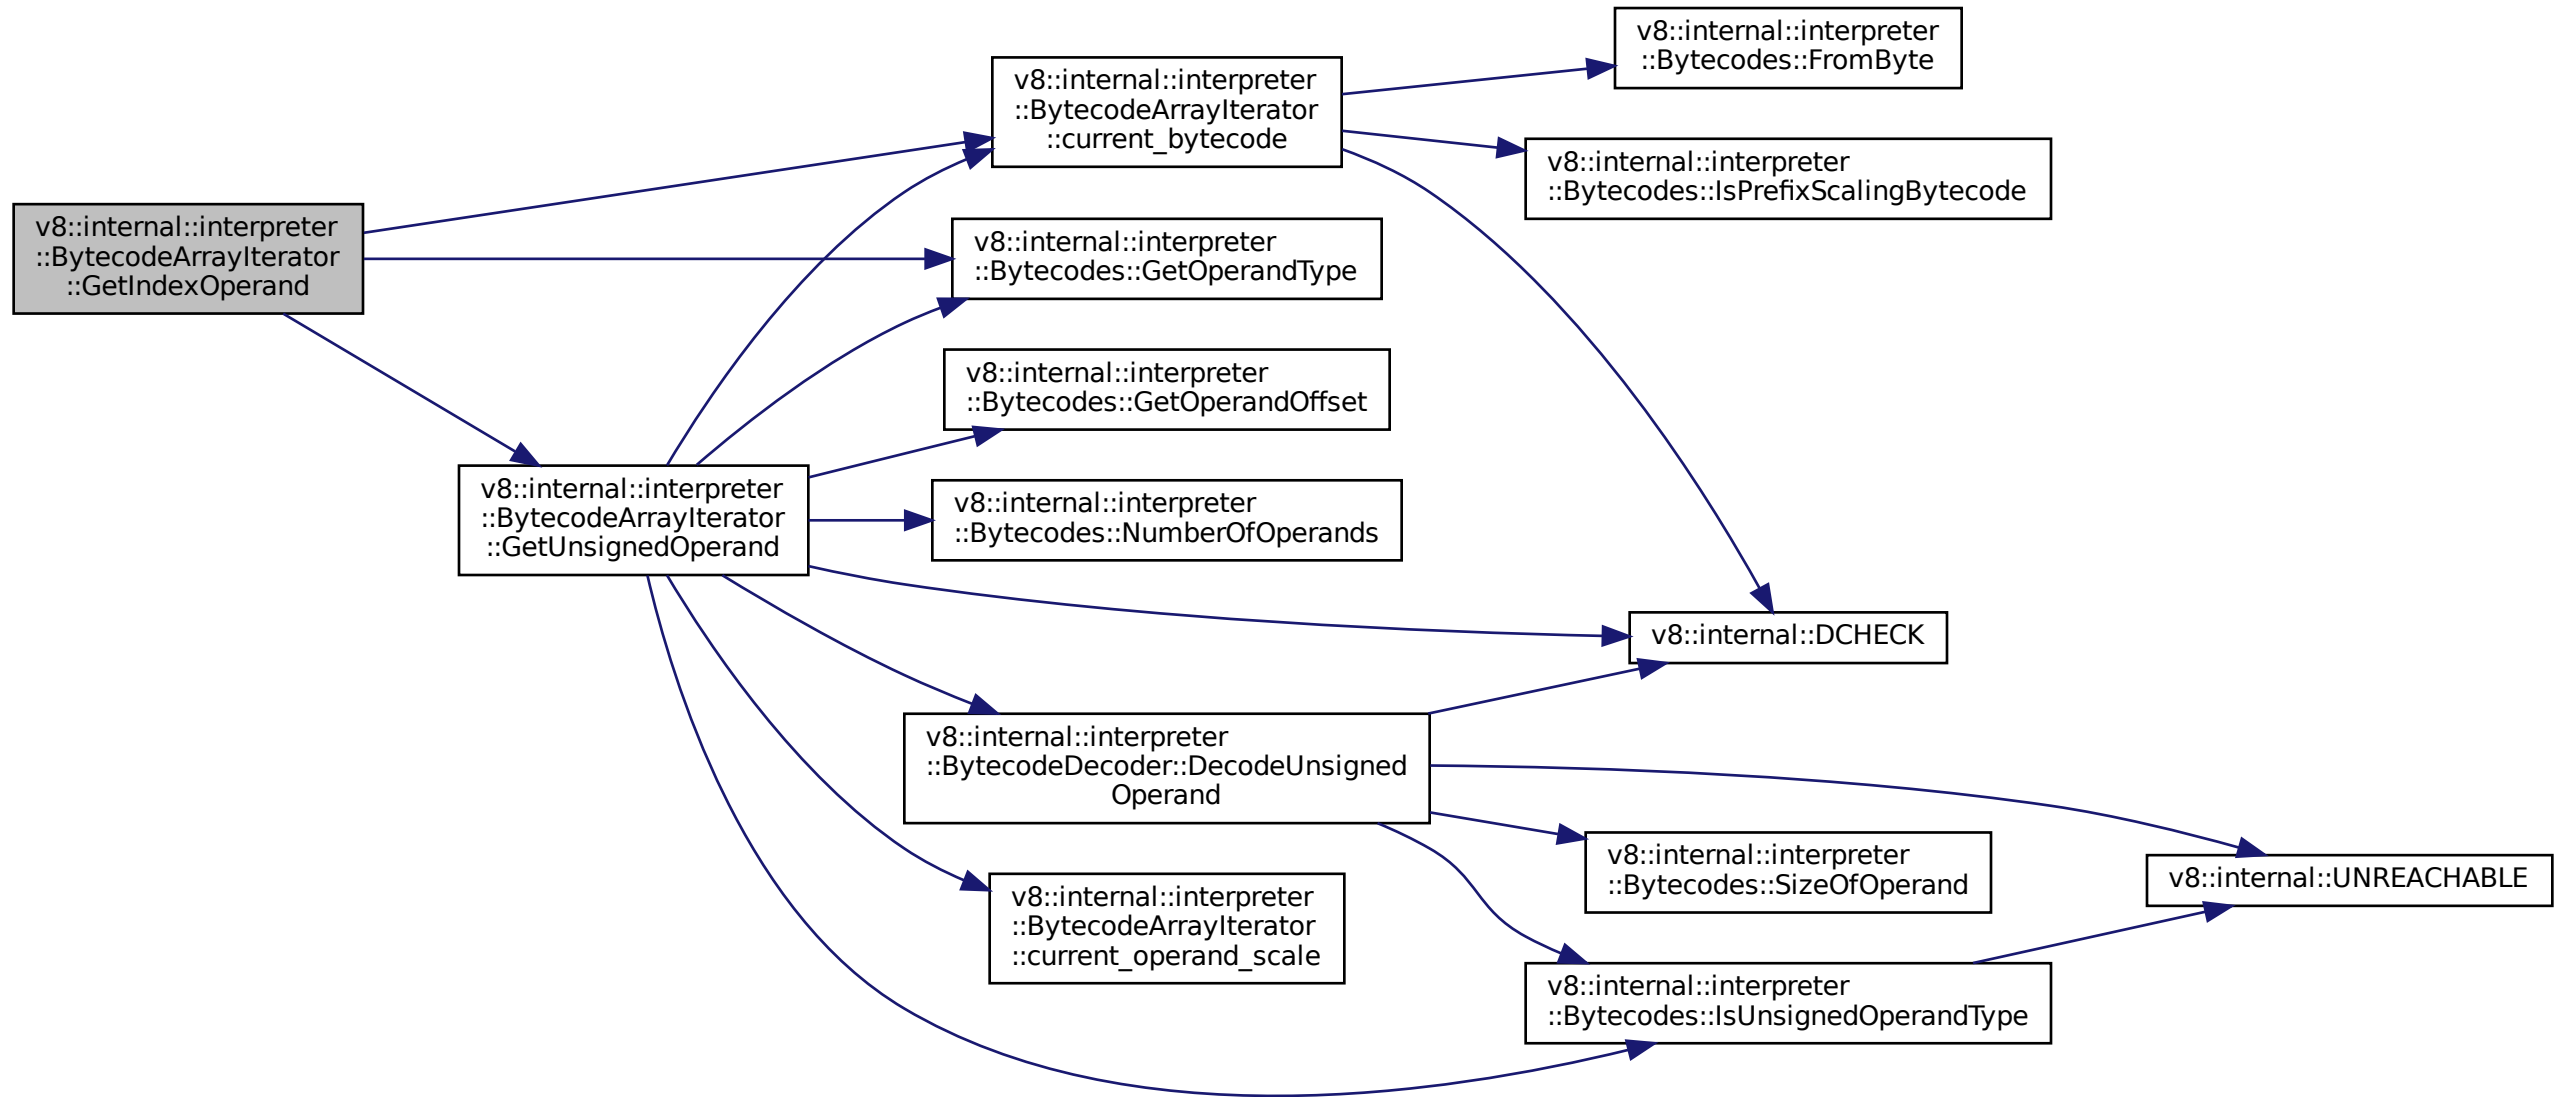 v8::internal::interpreter
::BytecodeArrayIterator
::GetIndexOperand
v8::internal::interpreter
::BytecodeArrayIterator
::current_bytecode
v8::internal::interpreter
::Bytecodes::FromByte
v8::internal::interpreter
::Bytecodes::IsPrefixScalingBytecode
v8::internal::interpreter
::Bytecodes::GetOperandType
v8::internal::interpreter
::Bytecodes::GetOperandOffset
v8::internal::interpreter
::BytecodeArrayIterator
::GetUnsignedOperand
v8::internal::interpreter
::Bytecodes::NumberOfOperands
v8::internal::DCHECK
v8::internal::interpreter
::BytecodeDecoder::DecodeUnsigned
Operand
v8::internal::interpreter
::Bytecodes::SizeOfOperand
v8::internal::UNREACHABLE
v8::internal::interpreter
::BytecodeArrayIterator
::current_operand_scale
v8::internal::interpreter
::Bytecodes::IsUnsignedOperandType